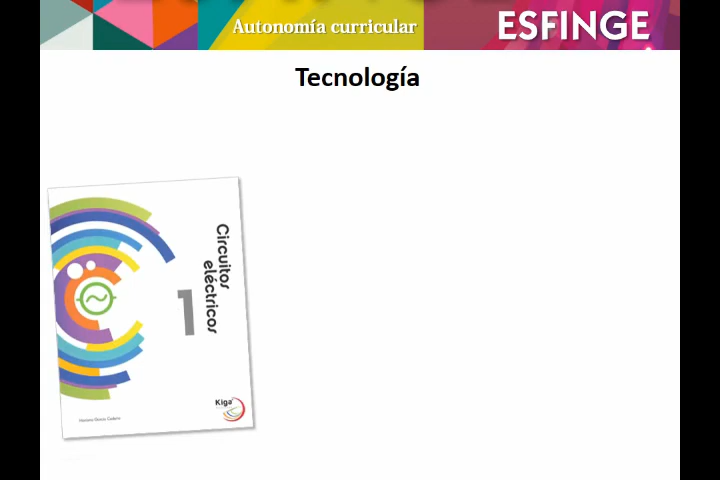 Autonomía curricular
ESFINGE
Tecnología
Circuitos
eléctricos
1
Kiga